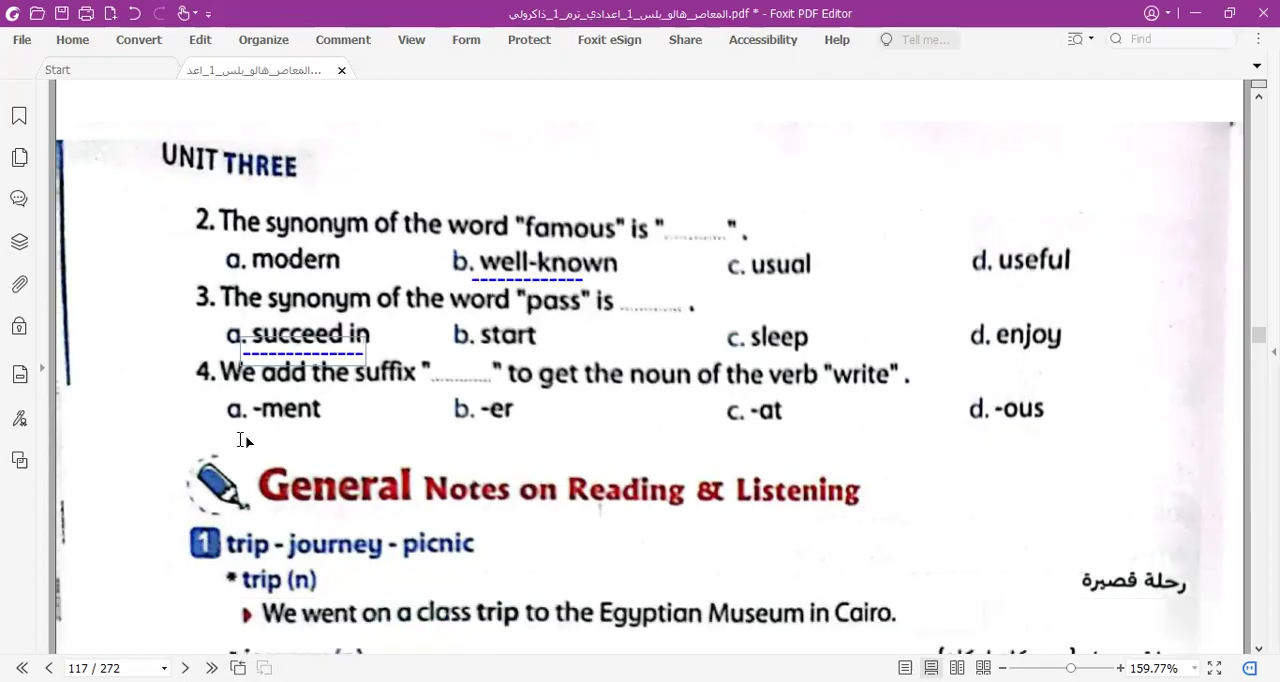 المعاصر_هالو_بلس_1_اعدادي_ترم_1_ذاكرولي.pdf * - Foxit PDF Editor
File Home Convert Edit Organize Comment View Form Protect Foxit eSign Share Accessibility Help Tell me... Find
Start المعاصر_هالو_بلس_1_اعد...
UNIT THREE
2. The synonym of the word "famous" is "............" .
a. modern b. well-known c. usual d. useful
3. The synonym of the word "pass" is ............ .
a. succeed in b. start c. sleep d. enjoy
4. We add the suffix "............" to get the noun of the verb "write" .
a. -ment b. -er c. -at d. -ous
General Notes on Reading & Listening
1 trip - journey - picnic
* trip (n) رحلة قصيرة
We went on a class trip to the Egyptian Museum in Cairo.
117 / 272 159.77%